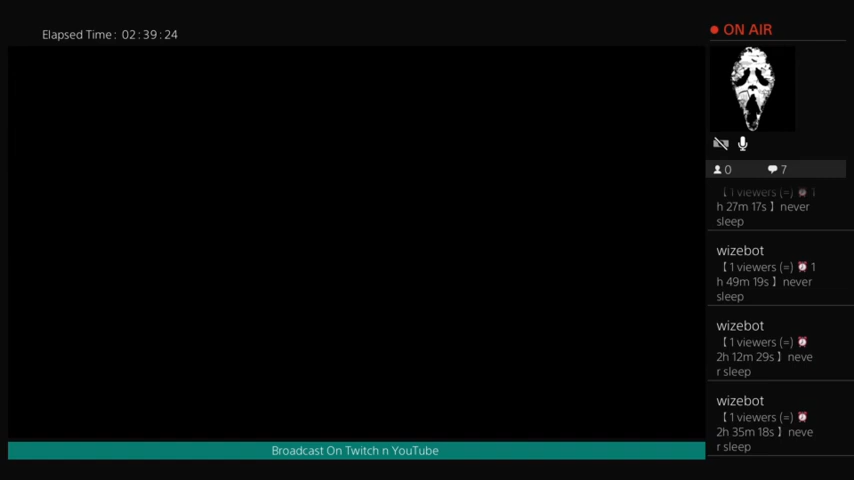 Elapsed Time: 02:39:24
ON AIR
0 7
【1 viewers (=) ⏰ 1
h 27m 17s】never
sleep
wizebot
【1 viewers (=) ⏰ 1
h 49m 19s】never
sleep
wizebot
【1 viewers (=) ⏰
2h 12m 29s】neve
r sleep
wizebot
【1 viewers (=) ⏰
2h 35m 18s】neve
r sleep
Broadcast On Twitch n YouTube